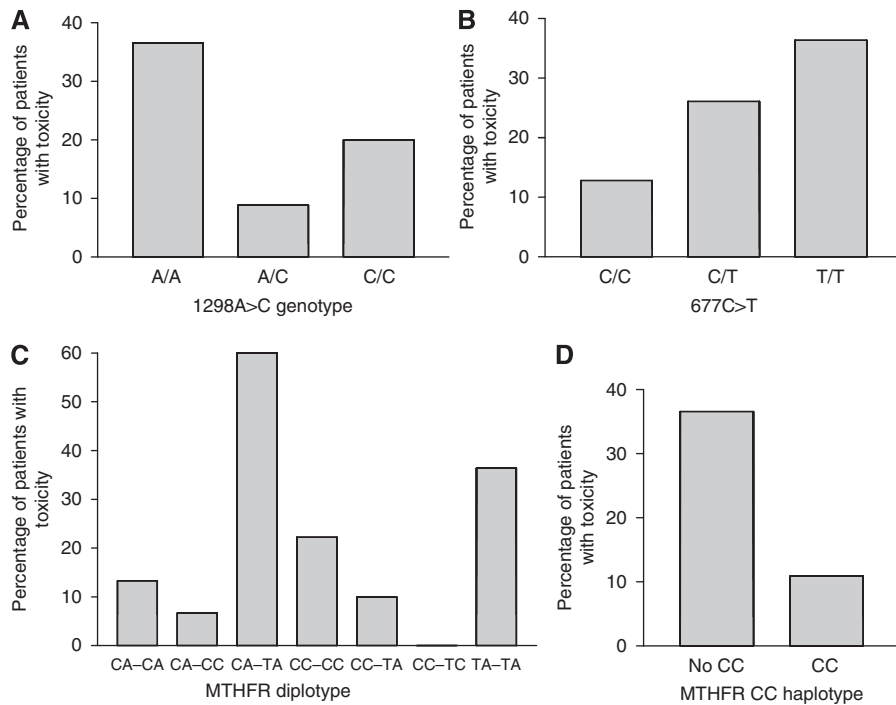 A
Percentage of patients
with toxicity
40
30
20
10
0
A/A A/C C/C
1298A>C genotype
B
Percentage of patients
with toxicity
40
30
20
10
0
C/C C/T T/T
677C>T
C
Percentage of patients with
toxicity
60
50
40
30
20
10
0
CA–CA CA–CC CA–TA CC–CC CC–TA CC–TC TA–TA
MTHFR diplotype
D
Percentage of patients
with toxicity
40
30
20
10
0
No CC CC
MTHFR CC haplotype